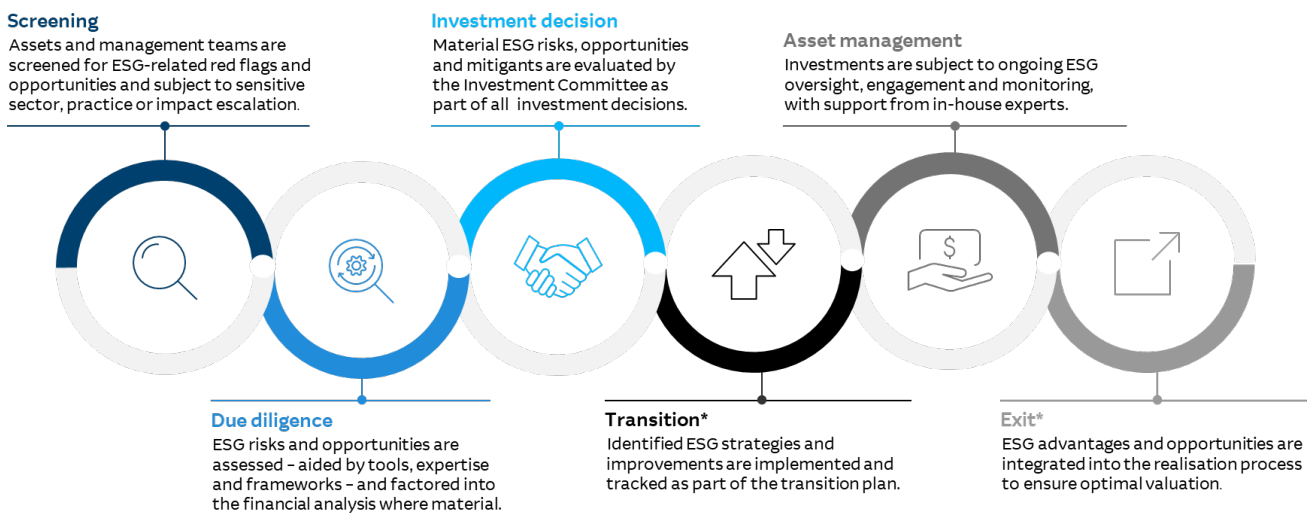 Screening
Assets and management teams are
screened for ESG-related red flags and
opportunities and subject to sensitive
sector, practice or impact escalation.
Investment decision
Material ESG risks, opportunities
and mitigants are evaluated by
the Investment Committee as
part of all investment decisions.
Asset management
Investments are subject to ongoing ESG
oversight, engagement and monitoring,
with support from in-house experts.
$
Due diligence
ESG risks and opportunities are
assessed – aided by tools, expertise
and frameworks – and factored into
the financial analysis where material.
Transition*
Identified ESG strategies and
improvements are implemented and
tracked as part of the transition plan.
Exit*
ESG advantages and opportunities are
integrated into the realisation process
to ensure optimal valuation.